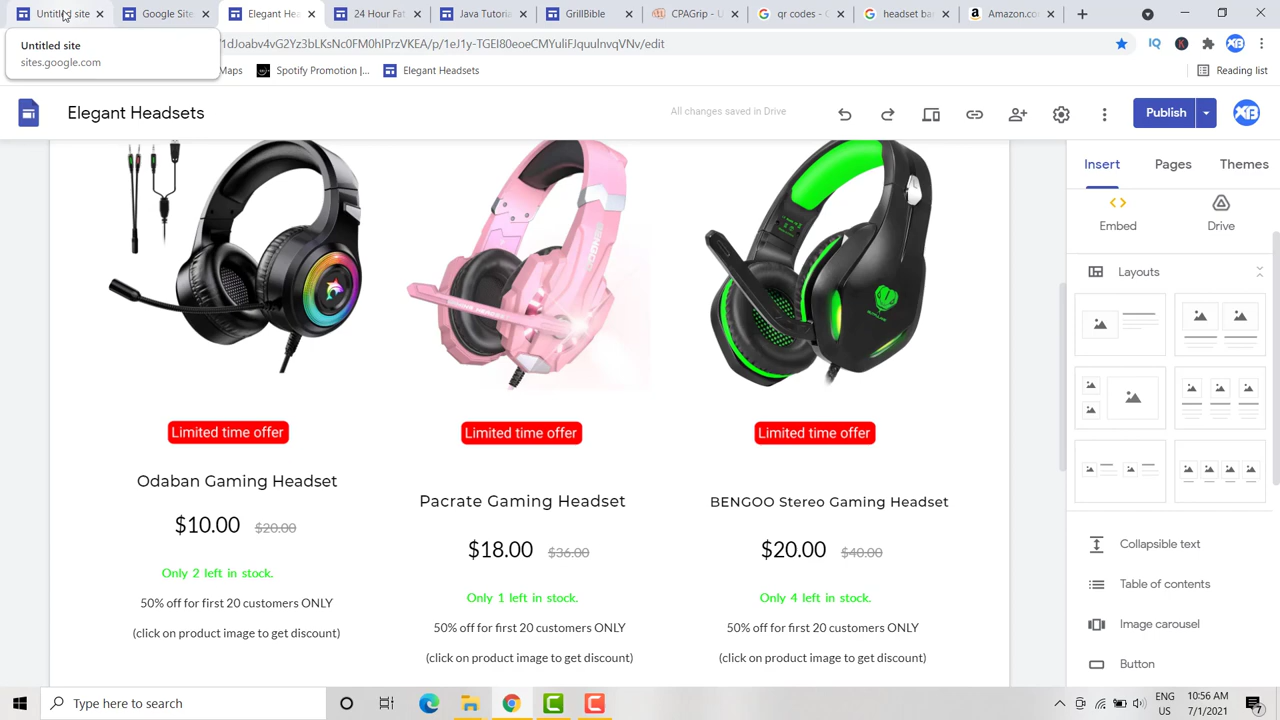 Untitled site
Google Sites
Elegant Hea
24 Hour Fat
Java Tutoria
GrillBible
CPAGrip -
qr codes - G
headset ban
Amazon.co
Untitled site
sites.google.com
1dJoabv4vG2Yz3bLKsNc0FM0hIPrzVKEA/p/1eJ1y-TGEI80eoeCMYuliFJquulnvqVNv/edit
Maps
Spotify Promotion |...
Elegant Headsets
Reading list
Elegant Headsets
All changes saved in Drive
Publish
Insert
Pages
Themes
Embed
Drive
Layouts
Limited time offer
Limited time offer
Limited time offer
Odaban Gaming Headset
$10.00 $20.00
Only 2 left in stock.
50% off for first 20 customers ONLY
(click on product image to get discount)
Pacrate Gaming Headset
$18.00 $36.00
Only 1 left in stock.
50% off for first 20 customers ONLY
(click on product image to get discount)
BENGOO Stereo Gaming Headset
$20.00 $40.00
Only 4 left in stock.
50% off for first 20 customers ONLY
(click on product image to get discount)
Collapsible text
Table of contents
Image carousel
Button
Type here to search
ENG
US
10:56 AM
7/1/2021
7